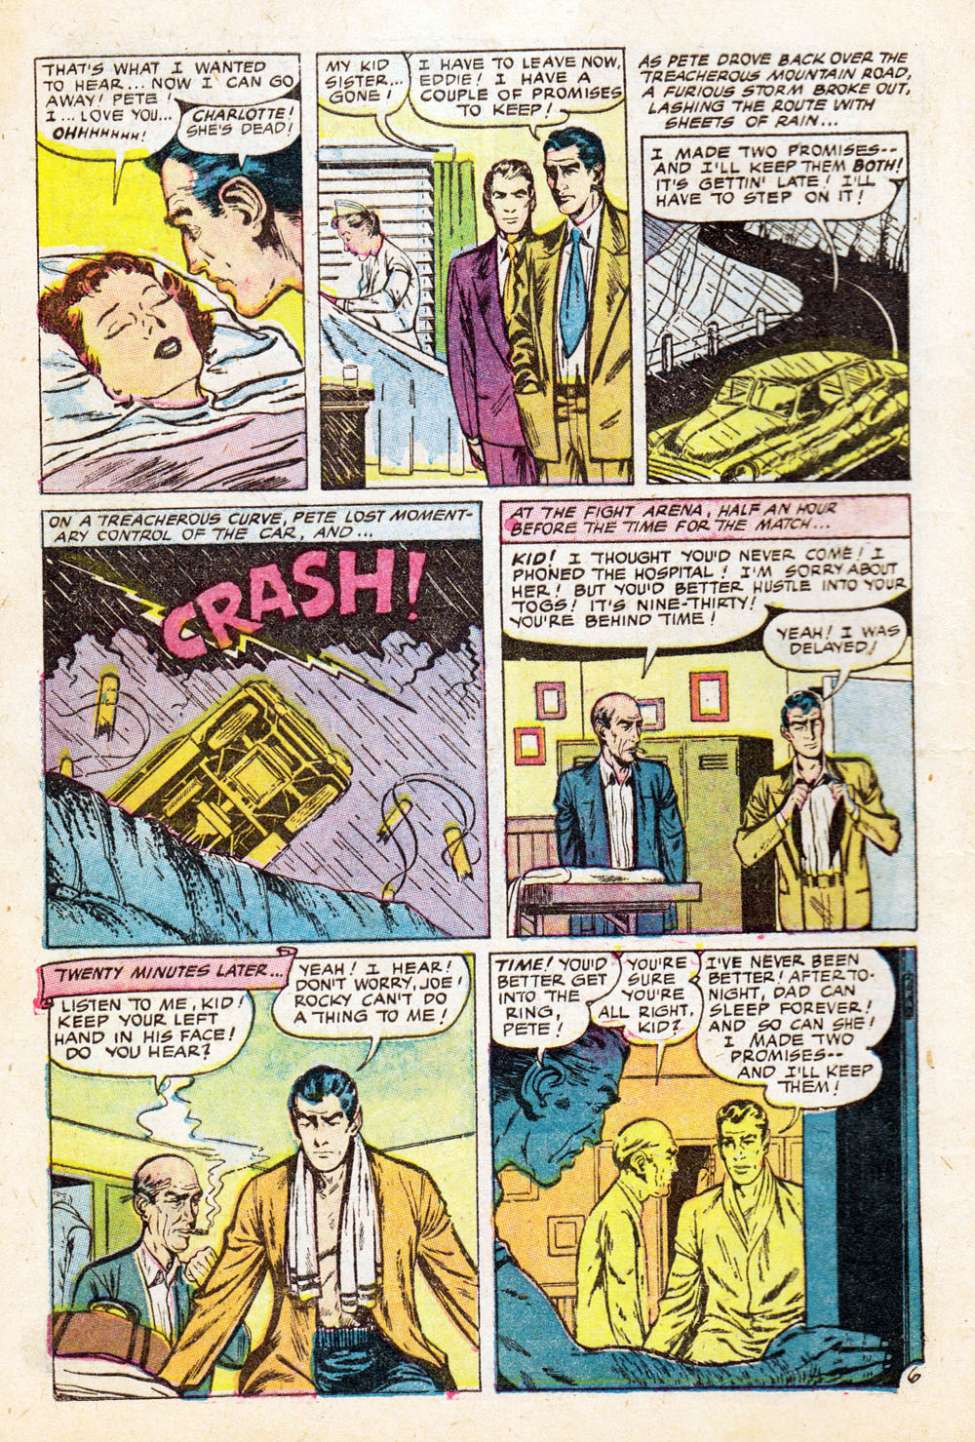 THAT'S WHAT I WANTED
TO HEAR... NOW I CAN GO
AWAY! PETE!
I... LOVE YOU...
OHHHHHHH!
CHARLOTTE!
SHE'S DEAD!
MY KID
SISTER...
GONE!
I HAVE TO LEAVE NOW,
EDDIE! I HAVE A
COUPLE OF PROMISES
TO KEEP!
AS PETE DROVE BACK OVER THE
TREACHEROUS MOUNTAIN ROAD,
A FURIOUS STORM BROKE OUT,
LASHING THE ROUTE WITH
SHEETS OF RAIN...
I MADE TWO PROMISES--
AND I'LL KEEP THEM BOTH!
IT'S GETTIN' LATE! I'LL
HAVE TO STEP ON IT!
ON A TREACHEROUS CURVE, PETE LOST MOMENT-
ARY CONTROL OF THE CAR, AND...
CRASH!
AT THE FIGHT ARENA, HALF AN HOUR
BEFORE THE TIME FOR THE MATCH...
KID! I THOUGHT YOU'D NEVER COME! I
PHONED THE HOSPITAL! I'M SORRY ABOUT
HER! BUT YOU'D BETTER HUSTLE INTO YOUR
TOGS! IT'S NINE-THIRTY!
YOU'RE BEHIND TIME!
YEAH! I WAS
DELAYED!
TWENTY MINUTES LATER...
LISTEN TO ME, KID!
KEEP YOUR LEFT
HAND IN HIS FACE!
DO YOU HEAR?
YEAH! I HEAR!
DON'T WORRY, JOE!
ROCKY CAN'T DO
A THING TO ME!
TIME! YOU'D
BETTER GET
INTO THE
RING,
PETE!
YOU'RE
SURE
YOU'RE
ALL RIGHT,
KID?
I'VE NEVER BEEN
BETTER! AFTER TO-
NIGHT, DAD CAN
SLEEP FOREVER!
AND SO CAN SHE!
I MADE TWO
PROMISES--
AND I'LL KEEP
THEM!
6